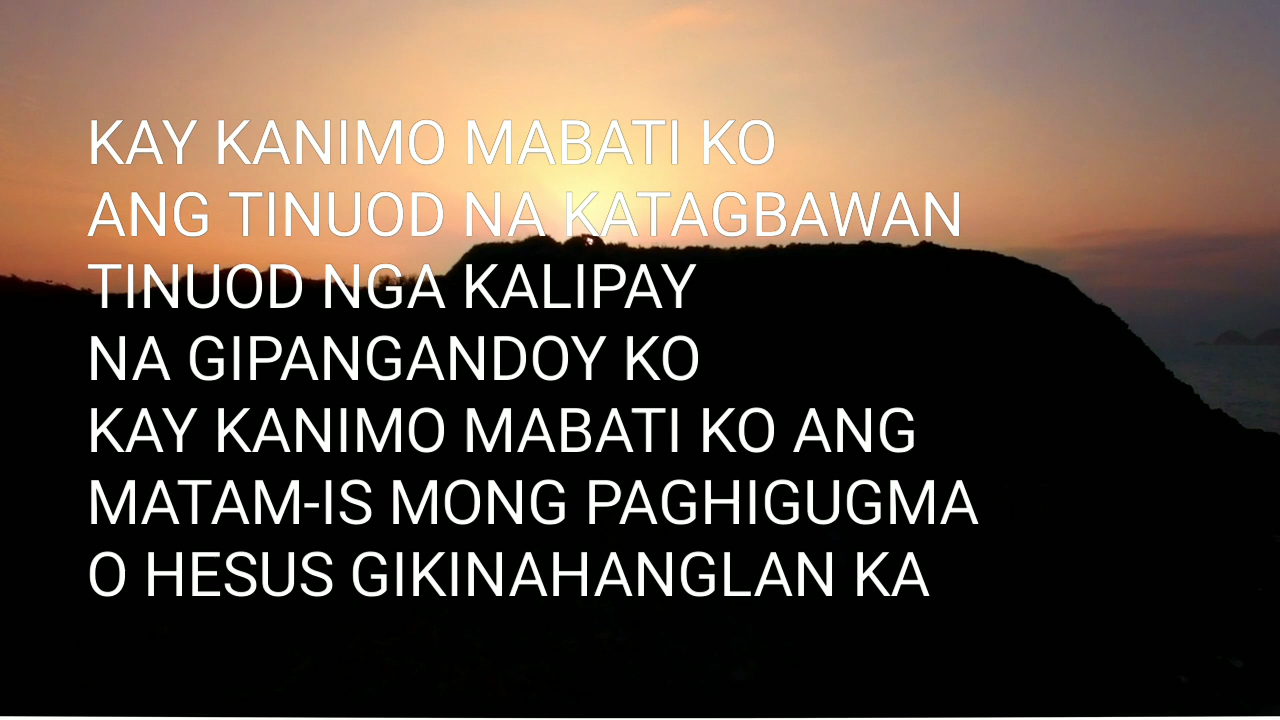 KAY KANIMO MABATI KO
ANG TINUOD NA KATAGBAWAN
TINUOD NGA KALIPAY
NA GIPANGANDOY KO
KAY KANIMO MABATI KO ANG
MATAM-IS MONG PAGHIGUGMA
O HESUS GIKINAHANGLAN KA